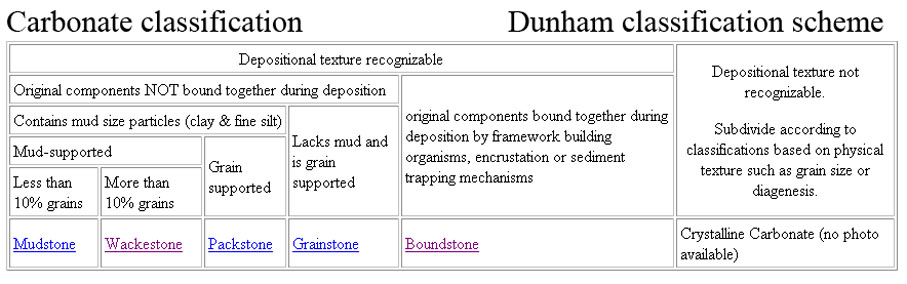 Carbonate classification
Dunham classification scheme
Depositional texture recognizable
Depositional texture not
recognizable.
Subdivide according to
classifications based on physical
texture such as grain size or
diagenesis.
Original components NOT bound together during deposition
original components bound together during
deposition by framework building
organisms, encrustation or sediment
trapping mechanisms
Contains mud size particles (clay & fine silt)
Lacks mud and
is grain
supported
Mud-supported
Grain
supported
Less than
10% grains
More than
10% grains
Mudstone
Wackestone
Packstone
Grainstone
Boundstone
Crystalline Carbonate (no photo
available)